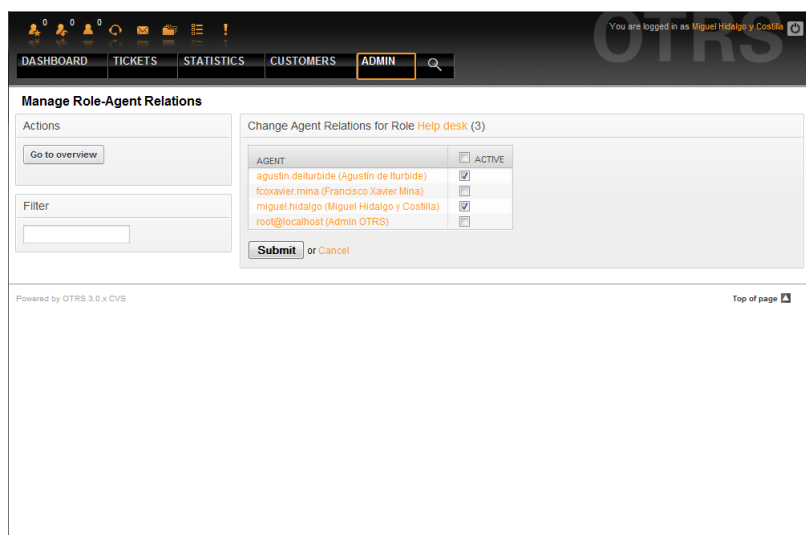 0 0 0
OTRS
You are logged in as Miguel Hidalgo y Costilla
DASHBOARD TICKETS STATISTICS CUSTOMERS ADMIN
Manage Role-Agent Relations
Actions
Go to overview
Filter
Change Agent Relations for Role Help desk (3)
AGENT ACTIVE
agustin.deiturbide (Agustín de Iturbide)
fcoxavier.mina (Francisco Xavier Mina)
miguel.hidalgo (Miguel Hidalgo y Costilla)
root@localhost (Admin OTRS)
Submit or Cancel
Powered by OTRS 3.0.x CVS
Top of page